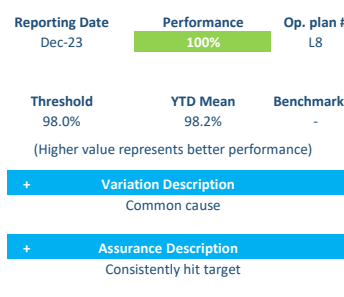 Reporting Date Performance Op. plan #
Dec-23 100% L8
Threshold YTD Mean Benchmark
98.0% 98.2% -
(Higher value represents better performance)
+ Variation Description
Common cause
+ Assurance Description
Consistently hit target